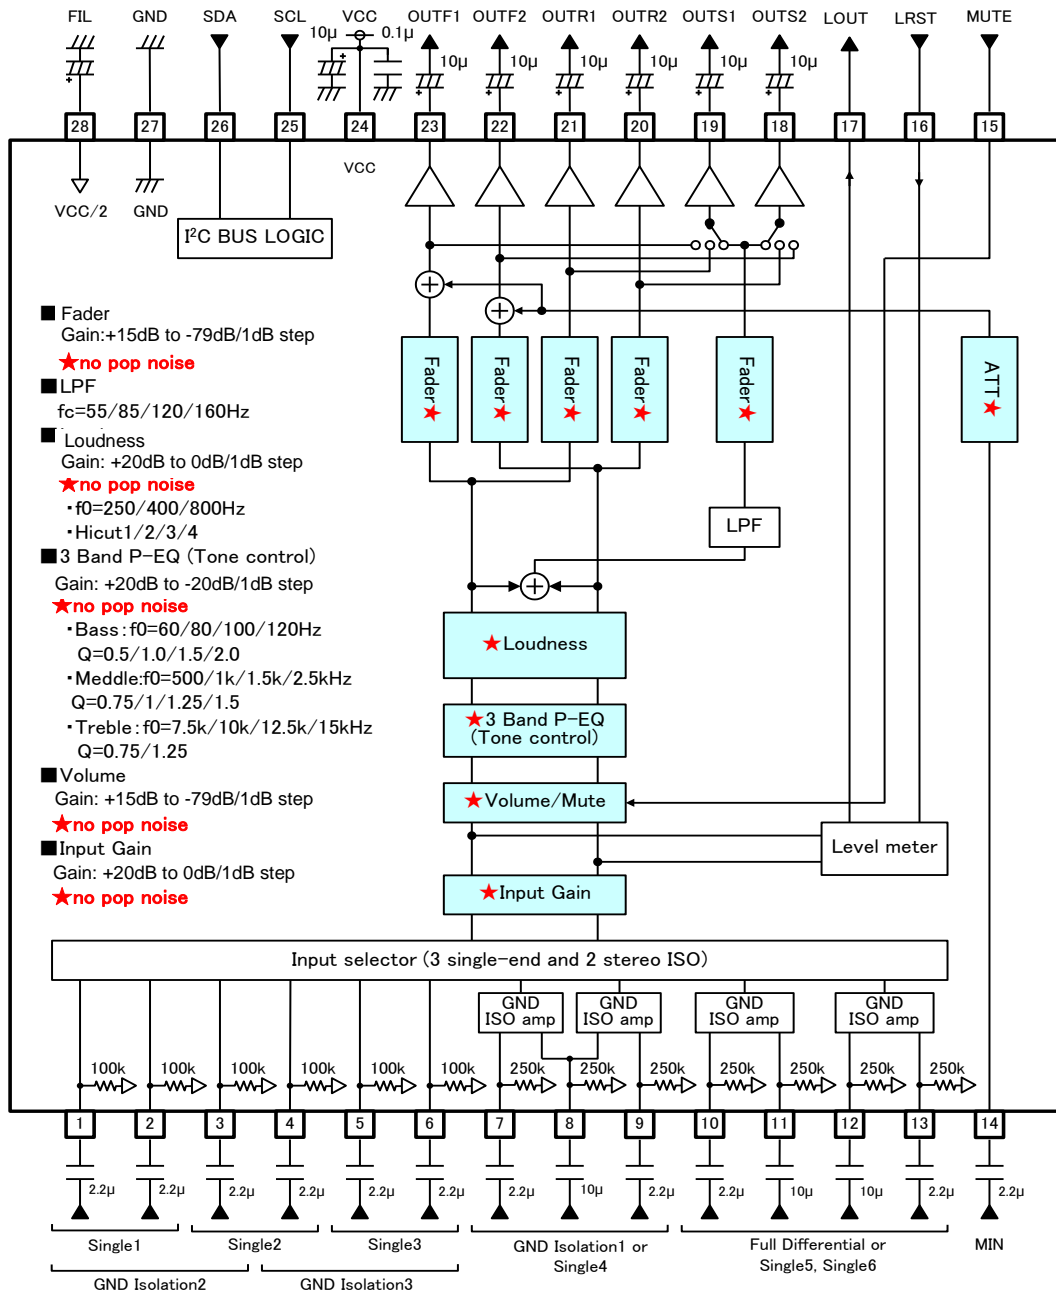 FIL GND SDA SCL VCC OUTF1 OUTF2 OUTR1 OUTR2 OUTS1 OUTS2 LOUT LRST MUTE
10μ 0.1μ
10μ 10μ 10μ 10μ 10μ 10μ
28 27 26 25 24 23 22 21 20 19 18 17 16 15
VCC
VCC/2 GND
I²C BUS LOGIC
■ Fader
Gain:+15dB to -79dB/1dB step
★no pop noise
■LPF
fc=55/85/120/160Hz
■ Loudness
Gain: +20dB to 0dB/1dB step
★no pop noise
・f0=250/400/800Hz
・Hicut1/2/3/4
■3 Band P-EQ (Tone control)
Gain: +20dB to -20dB/1dB step
★no pop noise
・Bass:f0=60/80/100/120Hz
Q=0.5/1.0/1.5/2.0
・Meddle:f0=500/1k/1.5k/2.5kHz
Q=0.75/1/1.25/1.5
・Treble:f0=7.5k/10k/12.5k/15kHz
Q=0.75/1.25
■Volume
Gain: +15dB to -79dB/1dB step
★no pop noise
■Input Gain
Gain: +20dB to 0dB/1dB step
★no pop noise
Fader★ Fader★ Fader★ Fader★ Fader★ ATT★
LPF
★Loudness
★3 Band P-EQ
(Tone control)
★Volume/Mute
Level meter
★Input Gain
Input selector (3 single-end and 2 stereo ISO)
GND
ISO amp
GND
ISO amp
GND
ISO amp
GND
ISO amp
100k 100k 100k 100k 100k 100k 250k 250k 250k 250k 250k 250k 250k
1 2 3 4 5 6 7 8 9 10 11 12 13 14
2.2μ 2.2μ 2.2μ 2.2μ 2.2μ 2.2μ 2.2μ 10μ 2.2μ 2.2μ 10μ 10μ 2.2μ 2.2μ
Single1 Single2 Single3
GND Isolation1 or
Single4
Full Differential or
Single5, Single6
MIN
GND Isolation2 GND Isolation3